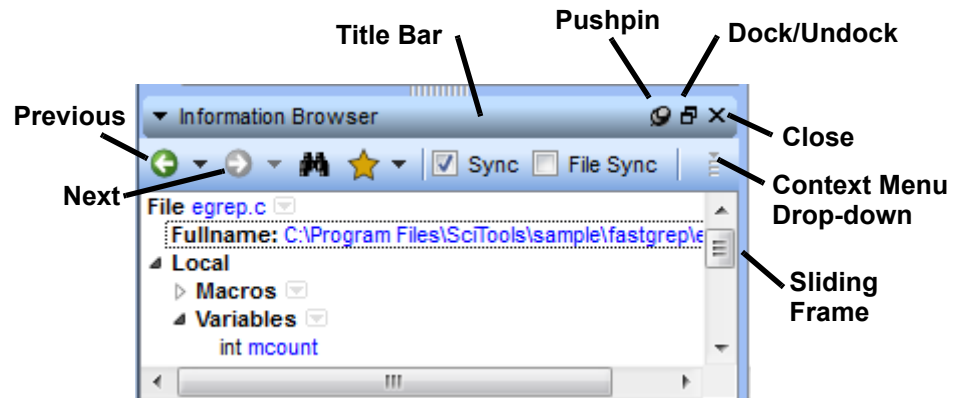 Pushpin
Title Bar
Dock/Undock
Previous
Information Browser
Close
Sync File Sync
Next
Context Menu
Drop-down
File egrep.c
Fullname: C:\Program Files\SciTools\sample\fastgrep\e
Local
Sliding
Frame
Macros
Variables
int mcount